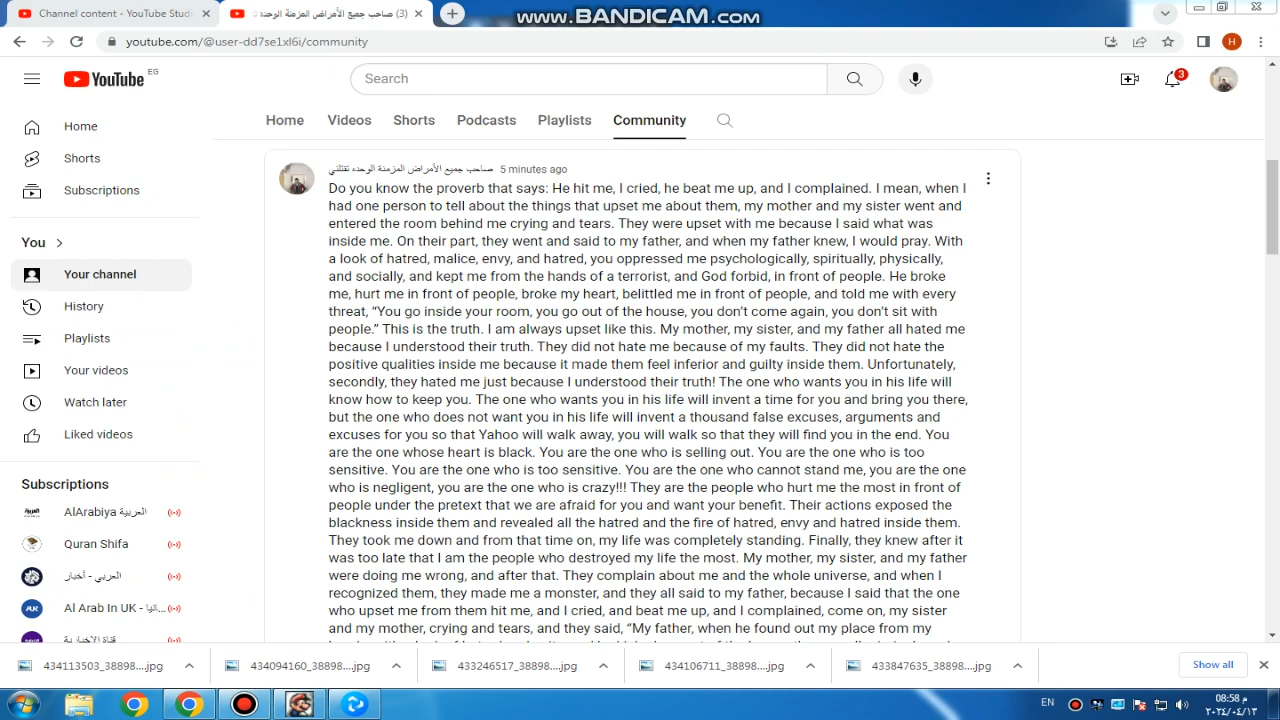 Channel content - YouTube Studi
(3) صاحب جميع الأمراض المزمنة الوحده
www.BANDICAM.com
youtube.com/@user-dd7se1xl6i/community
H
YouTube EG
Search
3
Home
Videos
Shorts
Podcasts
Playlists
Community
Home
Shorts
Subscriptions
You
Your channel
History
Playlists
Your videos
Watch later
Liked videos
Subscriptions
AlArabiya العربية
Quran Shifa
العربي - أخبار
Al Arab In UK - ...انيا
قناة الإخبارية
صاحب جميع الأمراض المزمنة الوحده تقتلني 5 minutes ago
Do you know the proverb that says: He hit me, I cried, he beat me up, and I complained. I mean, when I
had one person to tell about the things that upset me about them, my mother and my sister went and
entered the room behind me crying and tears. They were upset with me because I said what was
inside me. On their part, they went and said to my father, and when my father knew, I would pray. With
a look of hatred, malice, envy, and hatred, you oppressed me psychologically, spiritually, physically,
and socially, and kept me from the hands of a terrorist, and God forbid, in front of people. He broke
me, hurt me in front of people, broke my heart, belittled me in front of people, and told me with every
threat, “You go inside your room, you go out of the house, you don’t come again, you don’t sit with
people.” This is the truth. I am always upset like this. My mother, my sister, and my father all hated me
because I understood their truth. They did not hate me because of my faults. They did not hate the
positive qualities inside me because it made them feel inferior and guilty inside them. Unfortunately,
secondly, they hated me just because I understood their truth! The one who wants you in his life will
know how to keep you. The one who wants you in his life will invent a time for you and bring you there,
but the one who does not want you in his life will invent a thousand false excuses, arguments and
excuses for you so that Yahoo will walk away, you will walk so that they will find you in the end. You
are the one whose heart is black. You are the one who is selling out. You are the one who is too
sensitive. You are the one who is too sensitive. You are the one who cannot stand me, you are the one
who is negligent, you are the one who is crazy!!! They are the people who hurt me the most in front of
people under the pretext that we are afraid for you and want your benefit. Their actions exposed the
blackness inside them and revealed all the hatred and the fire of hatred, envy and hatred inside them.
They took me down and from that time on, my life was completely standing. Finally, they knew after it
was too late that I am the people who destroyed my life the most. My mother, my sister, and my father
were doing me wrong, and after that. They complain about me and the whole universe, and when I
recognized them, they made me a monster, and they all said to my father, because I said that the one
who upset me from them hit me, and I cried, and beat me up, and I complained, come on, my sister
and my mother, crying and tears, and they said, “My father, when he found out my place from my
434113503_38898....jpg
434094160_38898....jpg
433246517_38898....jpg
434106711_38898....jpg
433847635_38898....jpg
Show all
EN
08:58 م
٢٠٢٤/٠٤/١٣